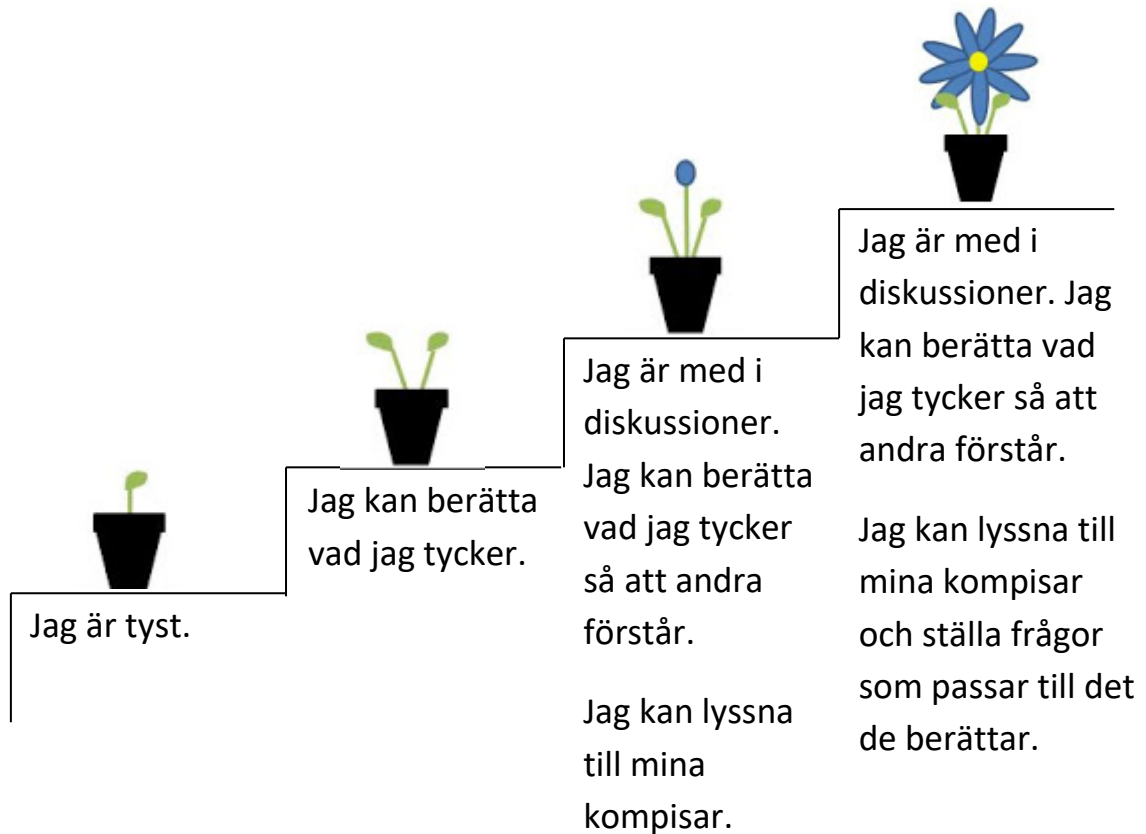 Jag är tyst.
Jag kan berätta
vad jag tycker.
Jag är med i
diskussioner.
Jag kan berätta
vad jag tycker
så att andra
förstår.
Jag kan lyssna
till mina
kompisar.
Jag är med i
diskussioner. Jag
kan berätta vad
jag tycker så att
andra förstår.
Jag kan lyssna till
mina kompisar
och ställa frågor
som passar till det
de berättar.